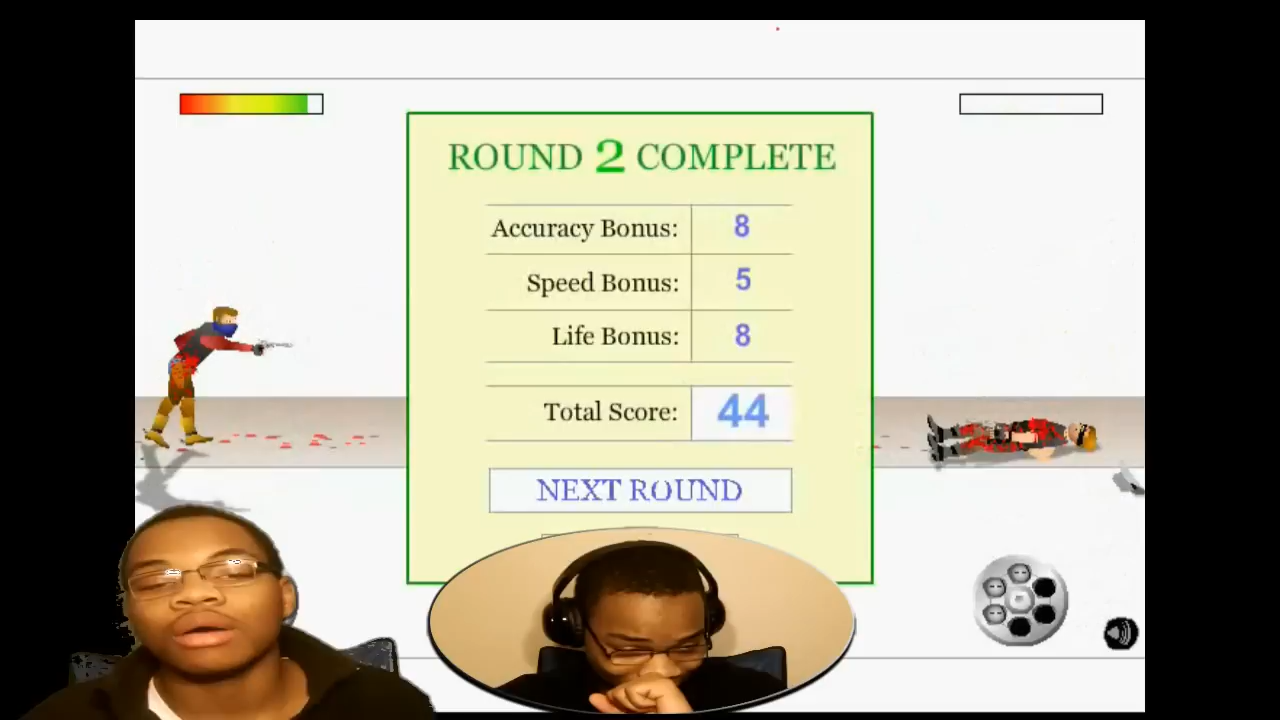 ROUND 2 COMPLETE
Accuracy Bonus: 8
Speed Bonus: 5
Life Bonus: 8
Total Score: 44
NEXT ROUND